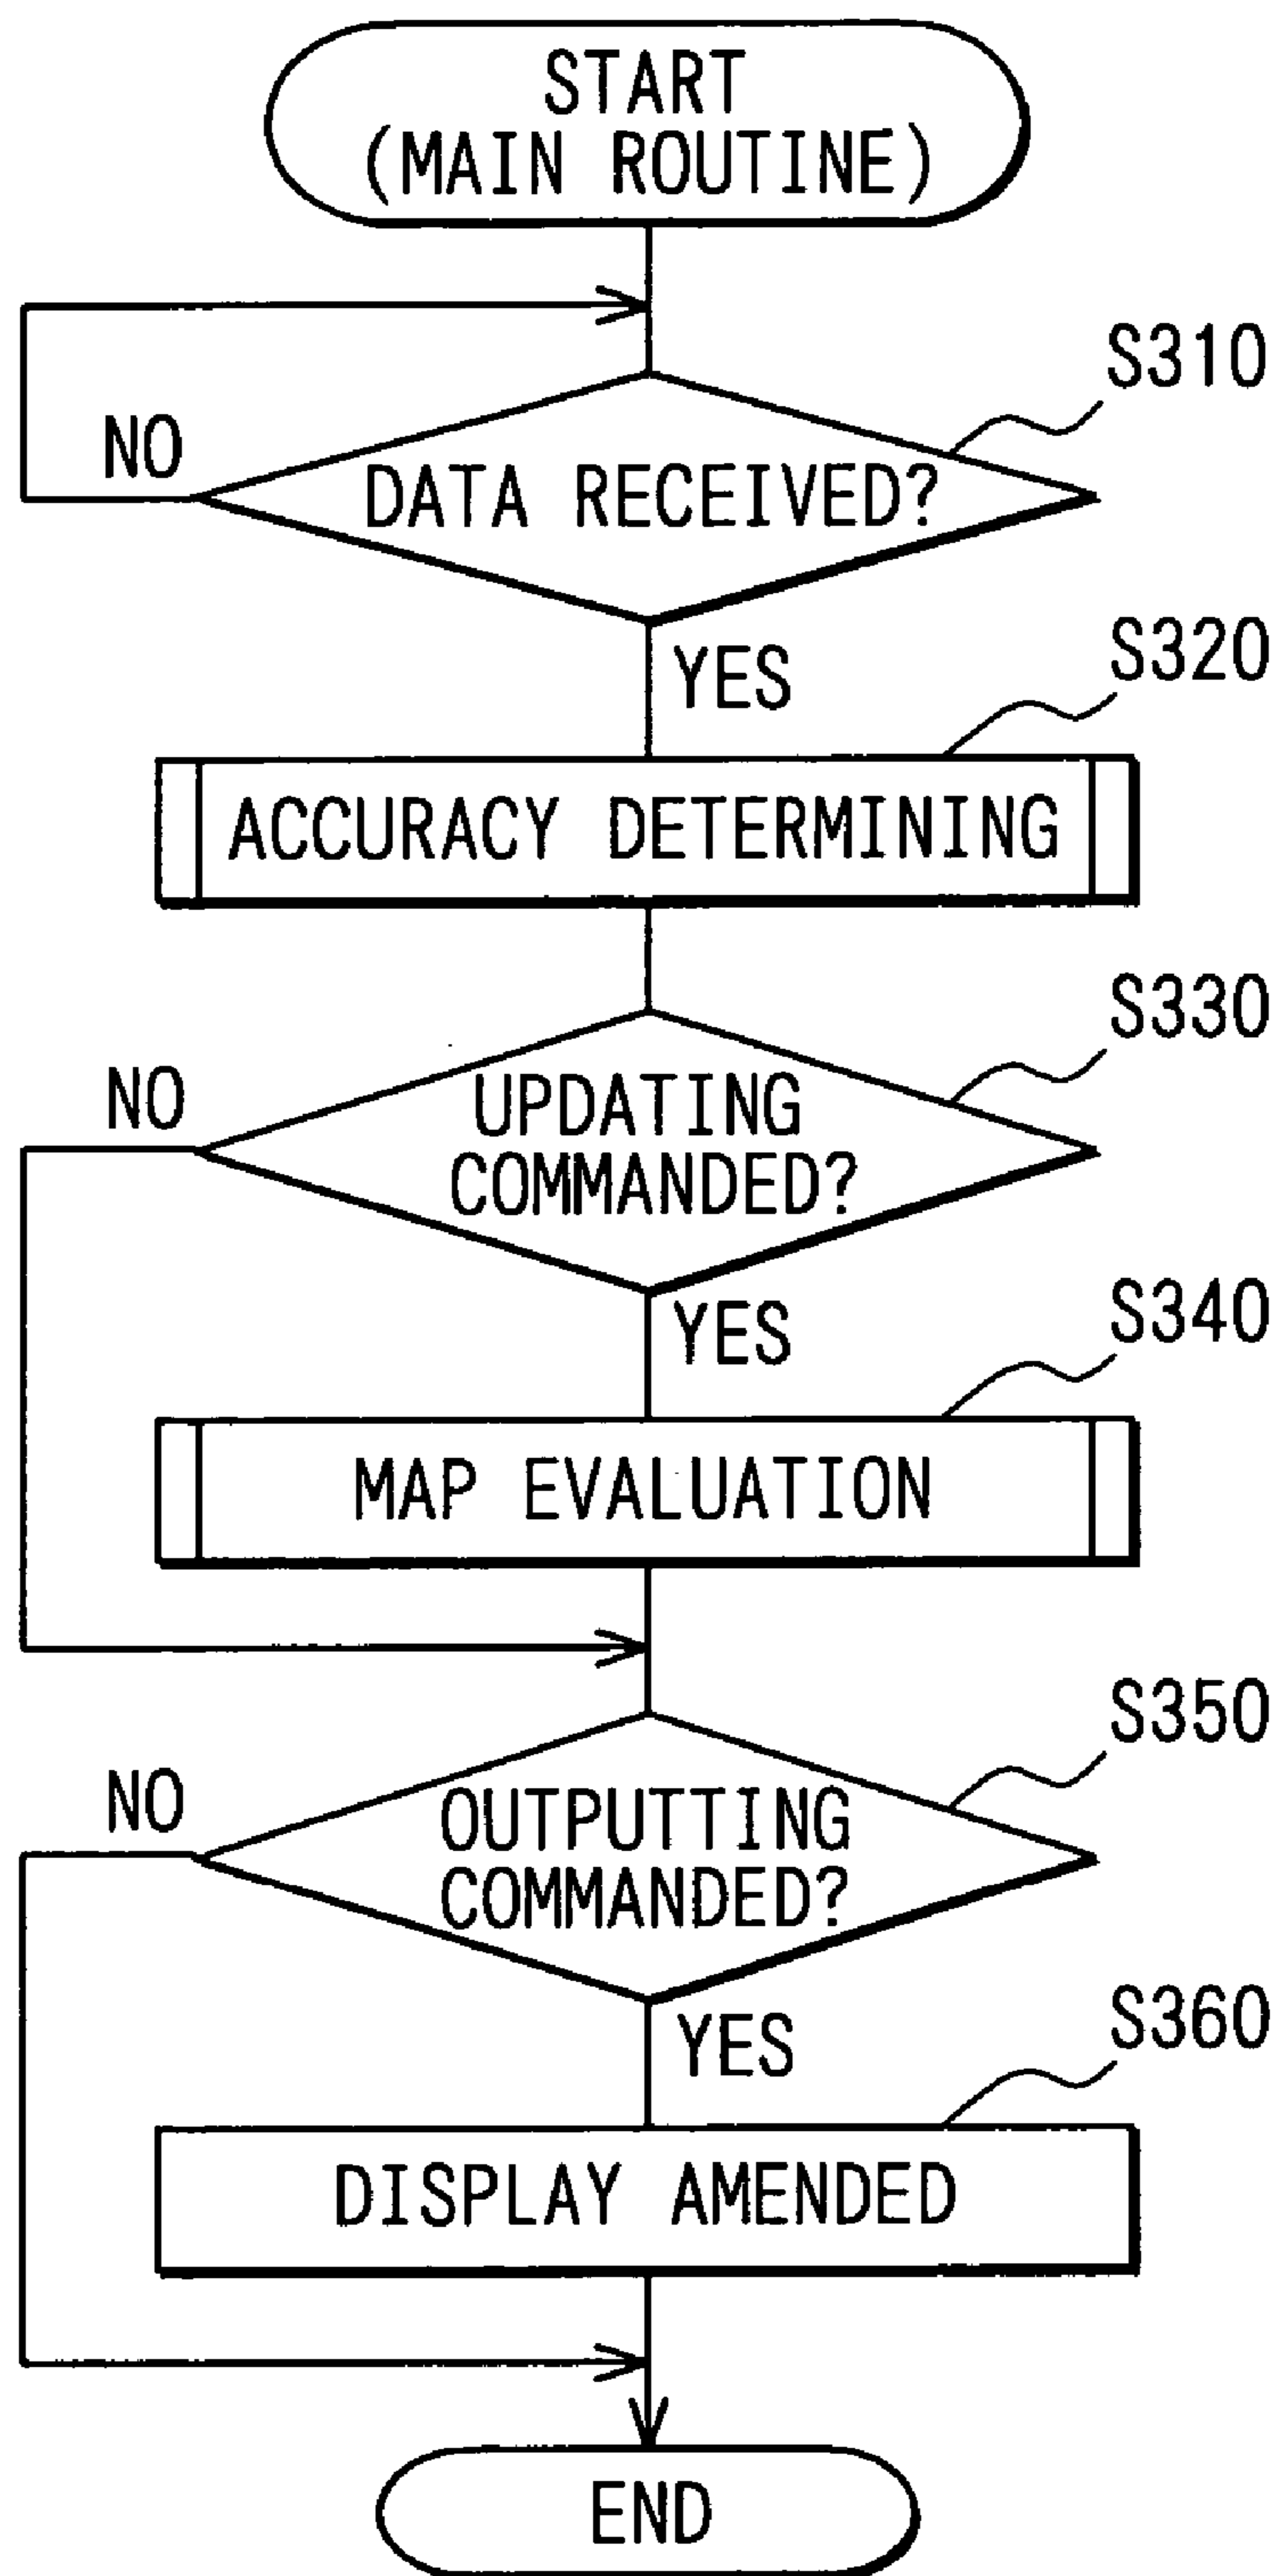 START
(MAIN ROUTINE)
S310
NO
DATA RECEIVED?
YES
S320
ACCURACY DETERMINING
S330
NO
UPDATING
COMMANDED?
YES
S340
MAP EVALUATION
S350
NO
OUTPUTTING
COMMANDED?
YES
S360
DISPLAY AMENDED
END